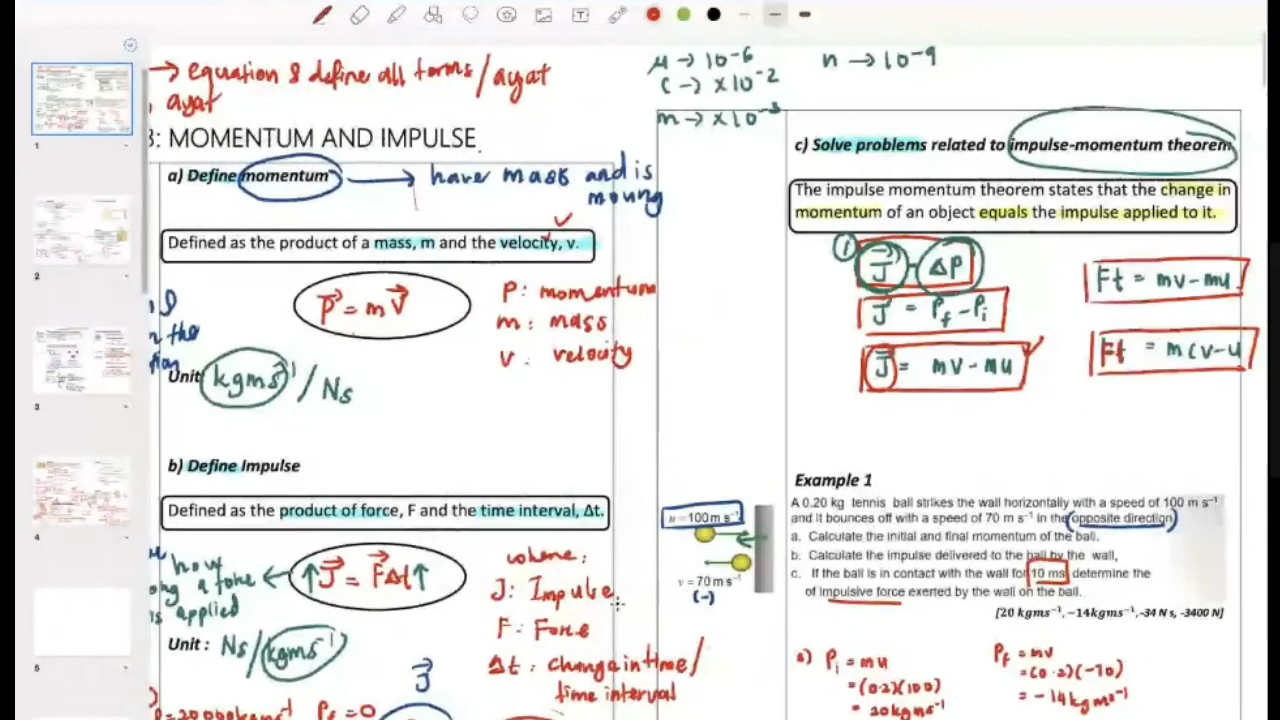 → equation & define all terms / ayat
ayat
3: MOMENTUM AND IMPULSE.
a) Define momentum → have mass and is
moving
Defined as the product of a mass, m and the velocity, v.
P = mV
P: momentum
m: mass
v: velocity
Unit kgms⁻¹ / Ns
b) Define Impulse
Defined as the product of force, F and the time interval, Δt.
how
a force
applied
↑J = FΔt↑
where:
J: Impulse
F: Force
Δt: change in time/
time interval
Unit : Ns/kgms⁻¹
J
Pf = 0
μ → 10⁻⁶
c → ×10⁻²
m → ×10⁻³
n → 10⁻⁹
c) Solve problems related to impulse-momentum theorem
The impulse momentum theorem states that the change in
momentum of an object equals the impulse applied to it.
① J = ΔP
J = Pf - Pi
J = mv - mu
Ft = mv - mu
Ft = m(v-u
Example 1
A 0.20 kg tennis ball strikes the wall horizontally with a speed of 100 m s⁻¹
and it bounces off with a speed of 70 m s⁻¹ in the opposite direction
a. Calculate the initial and final momentum of the ball.
b. Calculate the impulse delivered to the ball by the wall,
c. If the ball is in contact with the wall for 10 ms, determine the
of impulsive force exerted by the wall on the ball.
[20 kgms⁻¹, −14kgms⁻¹,-34 N s, -3400 N]
u = 100 m s⁻¹
v = 70 m s⁻¹
(-)
a) Pi = mu
=(0.2)(100)
= 20kgms⁻¹
Pf = mv
=(0.2)(-70)
= -14kgms⁻¹
1
2
3
4
5